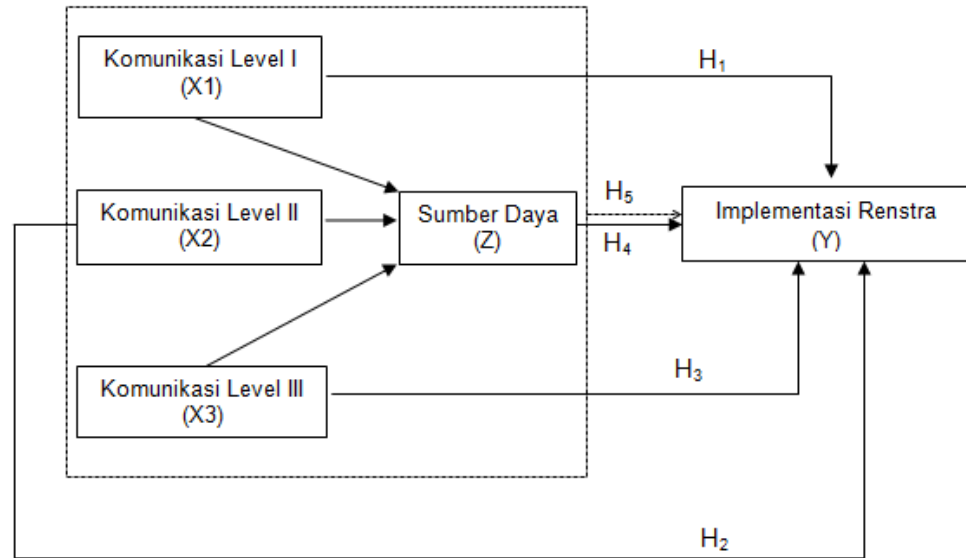 Komunikasi Level I
(X1)
H₁
Komunikasi Level II
(X2)
Sumber Daya
(Z)
H₅
H₄
Implementasi Renstra
(Y)
Komunikasi Level III
(X3)
H₃
H₂